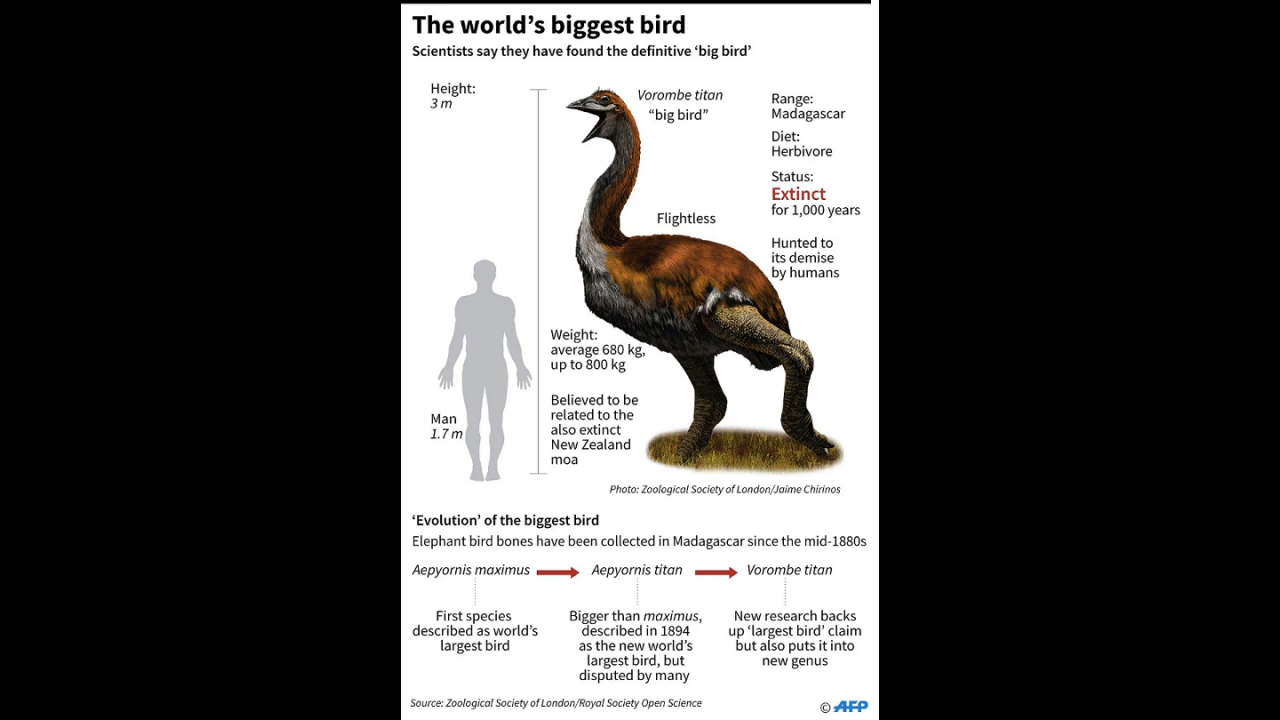 The world's biggest bird
Scientists say they have found the definitive ‘big bird’
Height:
3 m
Vorombe titan
“big bird”
Range:
Madagascar
Diet:
Herbivore
Status:
Extinct
for 1,000 years
Flightless
Hunted to
its demise
by humans
Weight:
average 680 kg,
up to 800 kg
Believed to be
related to the
also extinct
New Zealand
moa
Man
1.7 m
Photo: Zoological Society of London/Jaime Chirinos
‘Evolution’ of the biggest bird
Elephant bird bones have been collected in Madagascar since the mid-1880s
Aepyornis maximus
Aepyornis titan
Vorombe titan
First species
described as world's
largest bird
Bigger than maximus,
described in 1894
as the new world's
largest bird, but
disputed by many
New research backs
up ‘largest bird’ claim
but also puts it into
new genus
Source: Zoological Society of London/Royal Society Open Science
© AFP